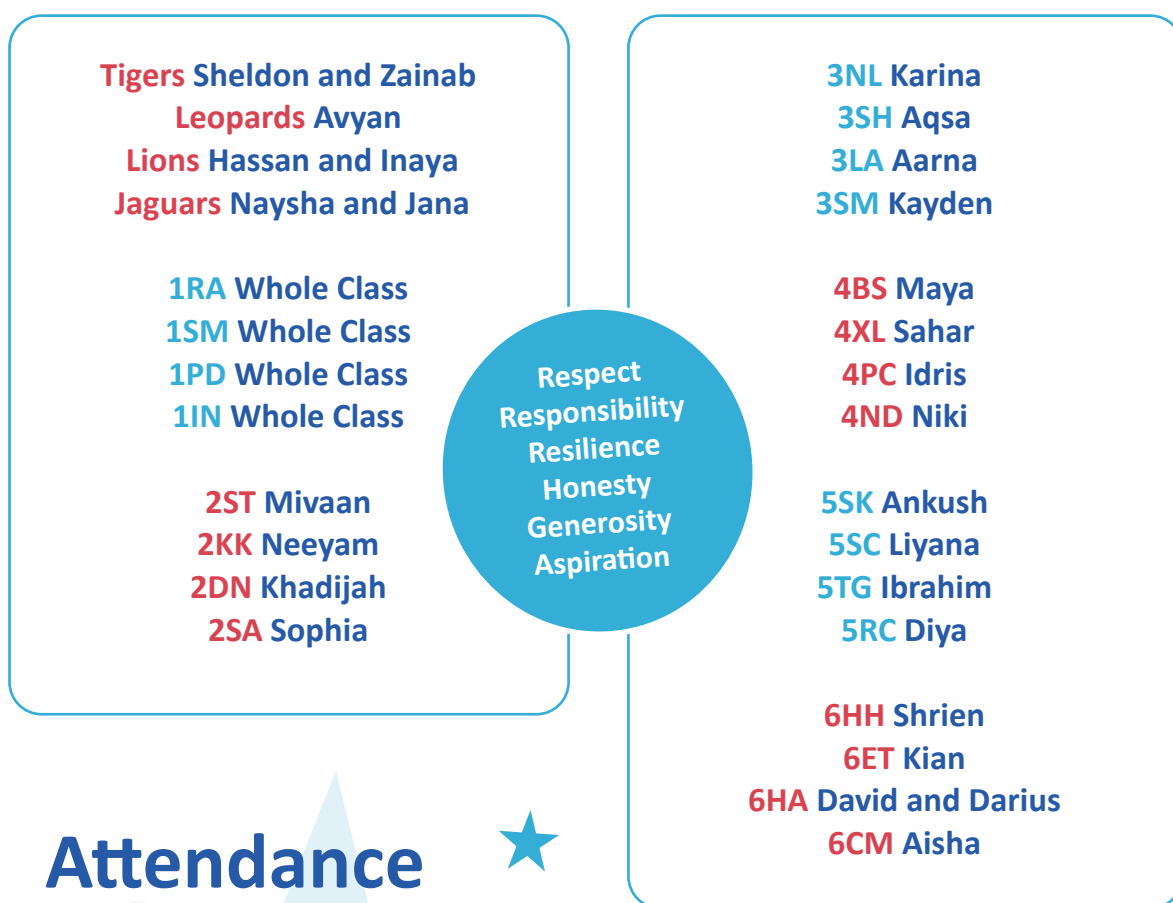 Tigers Sheldon and Zainab
Leopards Avyan
Lions Hassan and Inaya
Jaguars Naysha and Jana
1RA Whole Class
1SM Whole Class
1PD Whole Class
1IN Whole Class
2ST Mivaan
2KK Neeyam
2DN Khadijah
2SA Sophia
Respect
Responsibility
Resilience
Honesty
Generosity
Aspiration
3NL Karina
3SH Aqsa
3LA Aarna
3SM Kayden
4BS Maya
4XL Sahar
4PC Idris
4ND Niki
5SK Ankush
5SC Liyana
5TG Ibrahim
5RC Diya
6HH Shrien
6ET Kian
6HA David and Darius
6CM Aisha
Attendance